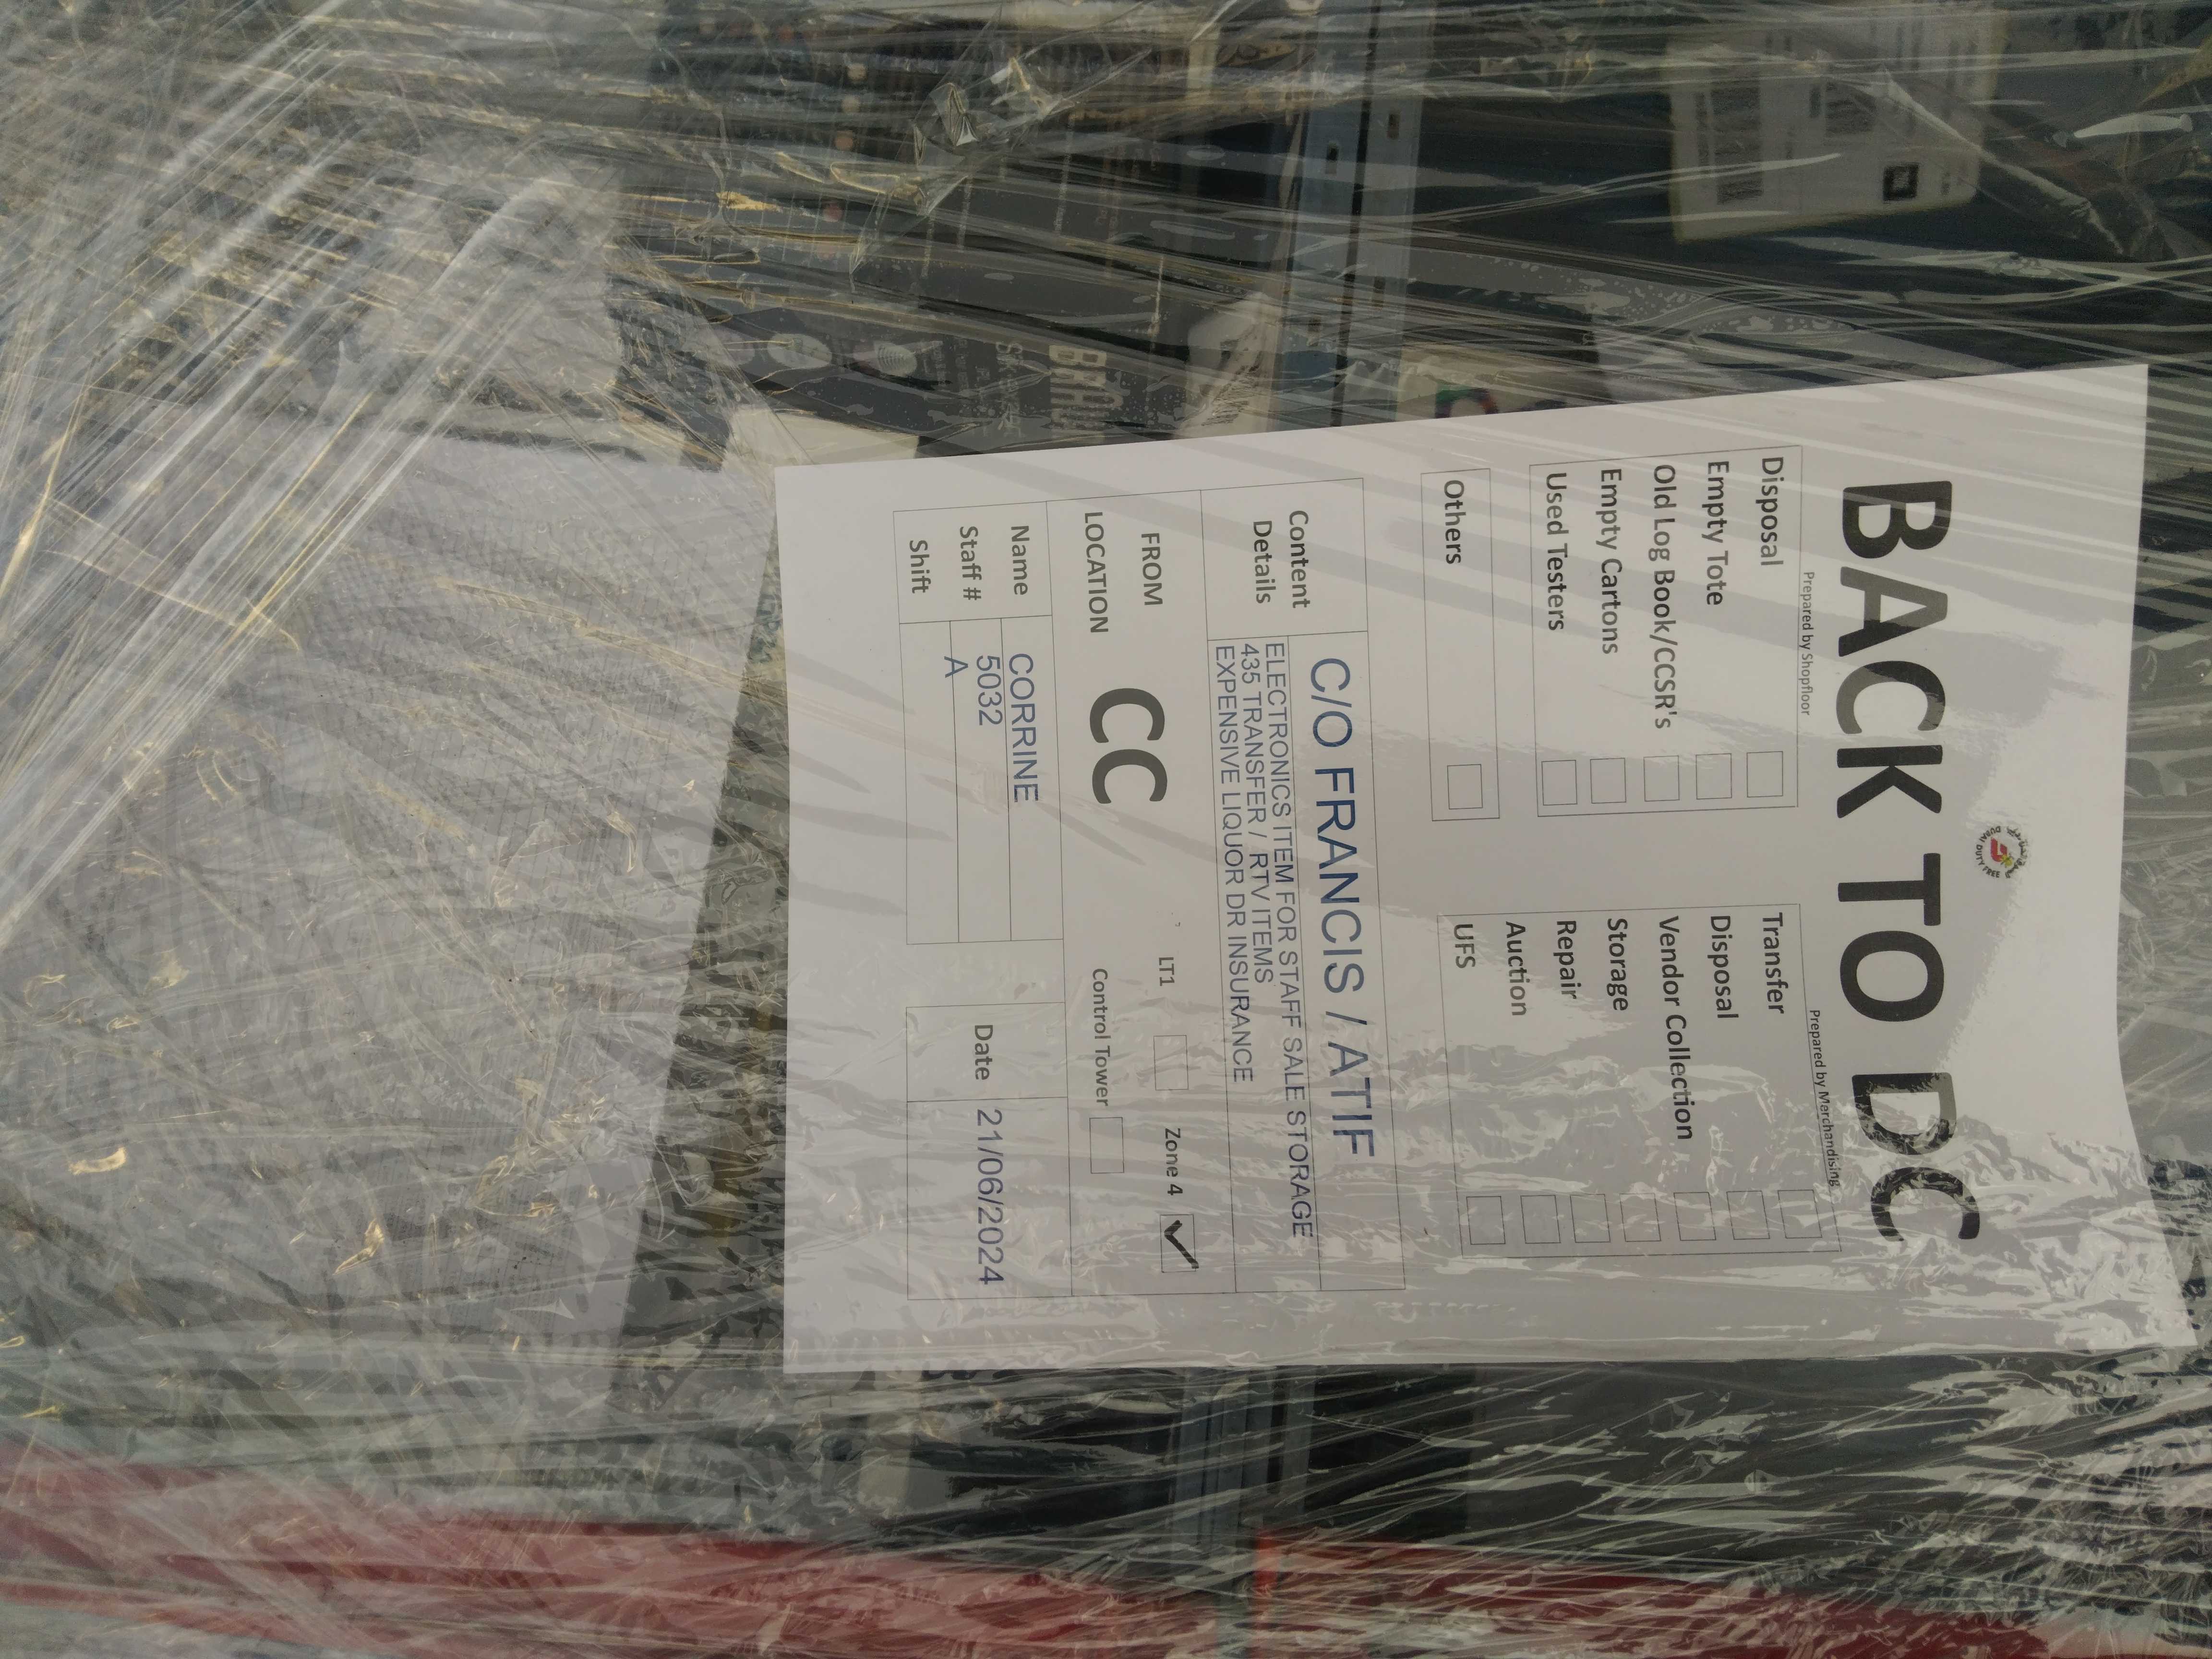 DUBAI DUTY FREE
BACK TO DC
Prepared by Shopfloor
Disposal
Empty Tote
Old Log Book/CCSR's
Empty Cartons
Used Testers
Others
Prepared by Merchandising
Transfer
Disposal
Vendor Collection
Storage
Repair
Auction
UFS
Content Details
C/O FRANCIS / ATIF
ELECTRONICS ITEM FOR STAFF SALE STORAGE
435 TRANSFER / RTV ITEMS
EXPENSIVE LIQUOR DR INSURANCE
FROM LOCATION
CC
LT1
Zone 4
Control Tower
Name CORRINE
Staff # 5032
Shift A
Date 21/06/2024